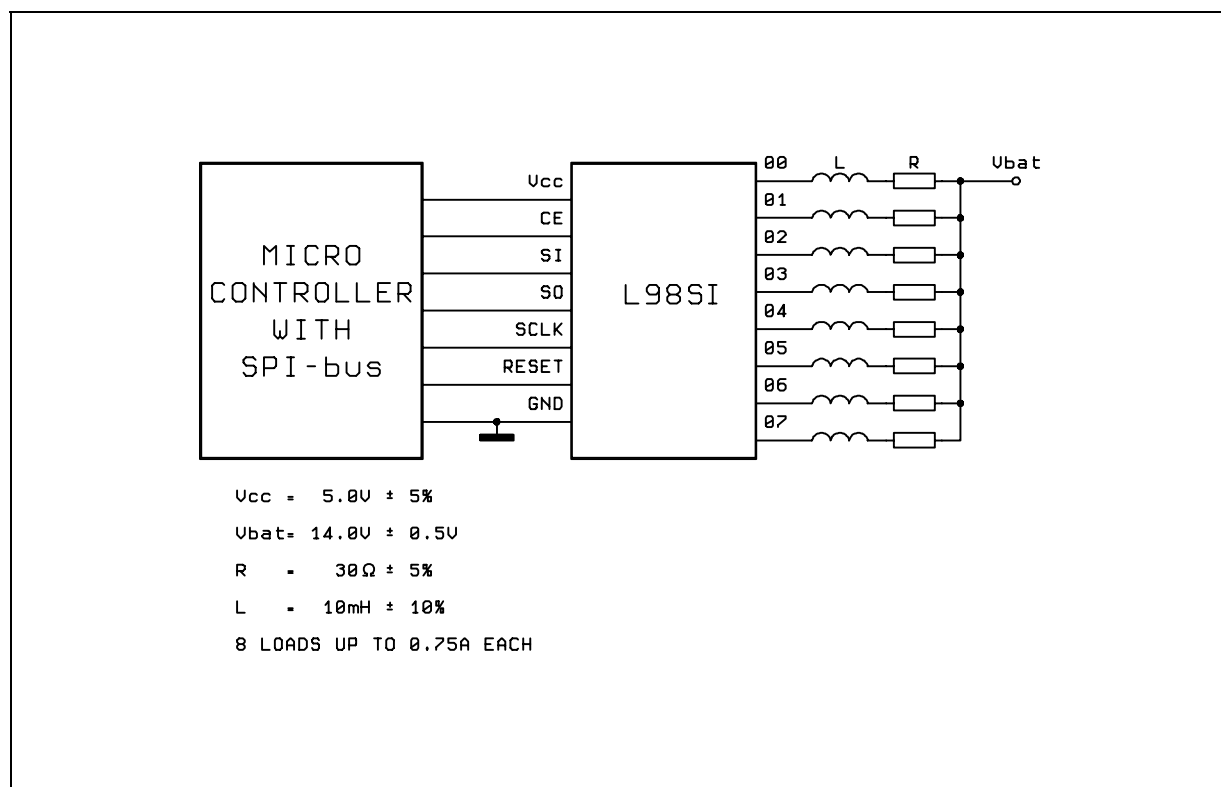 00 L R Vbat
Vcc
01
CE
02
SI
03
SO
04
SCLK
05
RESET
06
GND
07
MICRO
CONTROLLER
WITH
SPI-bus
L98SI
Vcc = 5.0V ± 5%
Vbat= 14.0V ± 0.5V
R = 30Ω ± 5%
L = 10mH ± 10%
8 LOADS UP TO 0.75A EACH